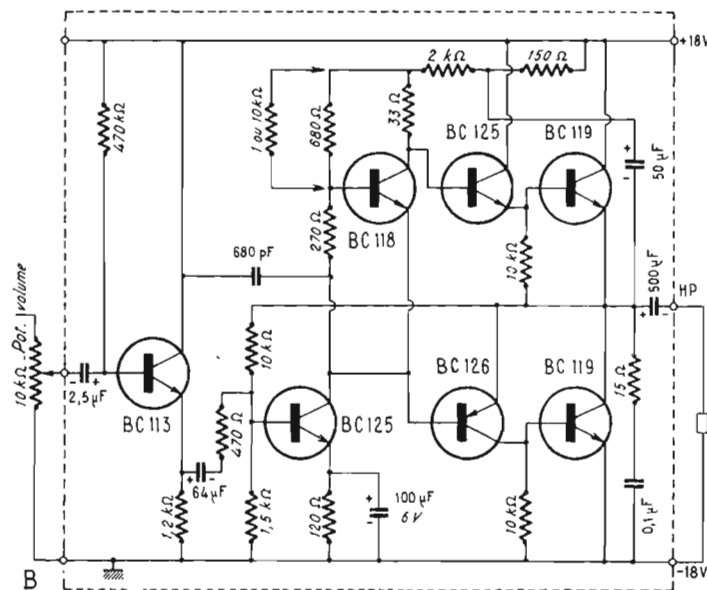 +18V
2 kΩ
150 Ω
470 kΩ
1 ou 10kΩ
680 Ω
33 Ω
BC 125
BC 119
+
-
50 µF
BC 118
270 Ω
680 pF
10 kΩ
500 µF
+ -
HP
10 kΩ Pot. volume
- +
2,5 µF
BC 113
10 kΩ
470 Ω
BC 125
BC 126
BC 119
15 Ω
+ -
64 µF
1,2 kΩ
1,5 kΩ
120 Ω
+
-
100 µF
6 V
10 kΩ
0,1 µF
B
-18V